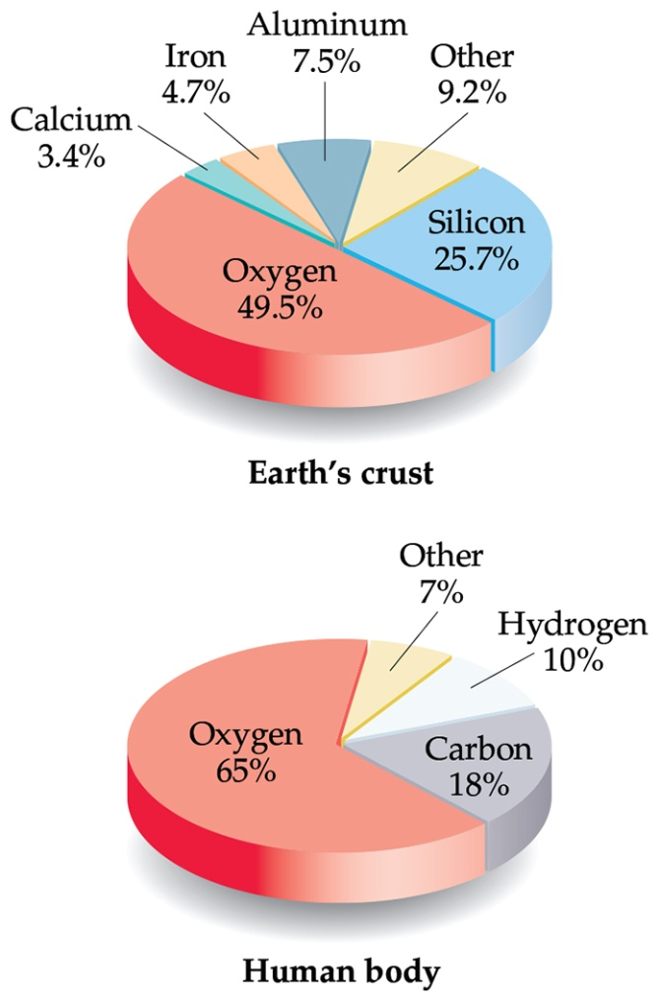 Aluminum
7.5%
Iron
4.7%
Other
9.2%
Calcium
3.4%
Silicon
25.7%
Oxygen
49.5%
Earth’s crust
Other
7%
Hydrogen
10%
Oxygen
65%
Carbon
18%
Human body